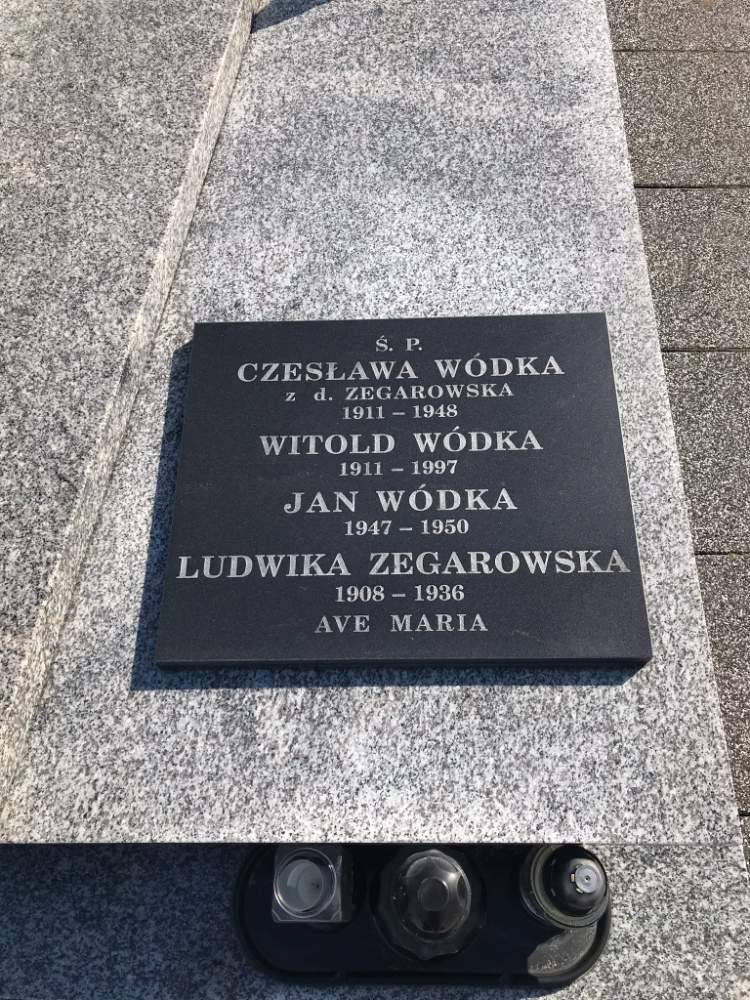 Ś. P.
CZESŁAWA WÓDKA
z d. ZEGAROWSKA
1911 – 1948
WITOLD WÓDKA
1911 – 1997
JAN WÓDKA
1947 – 1950
LUDWIKA ZEGAROWSKA
1908 – 1936
AVE MARIA